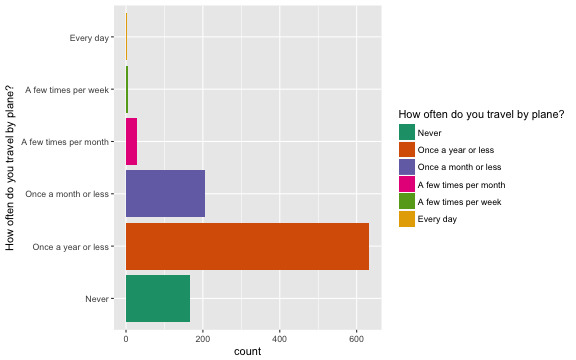 How often do you travel by plane?
Every day
A few times per week
A few times per month
Once a month or less
Once a year or less
Never
0 200 400 600
count
How often do you travel by plane?
Never
Once a year or less
Once a month or less
A few times per month
A few times per week
Every day